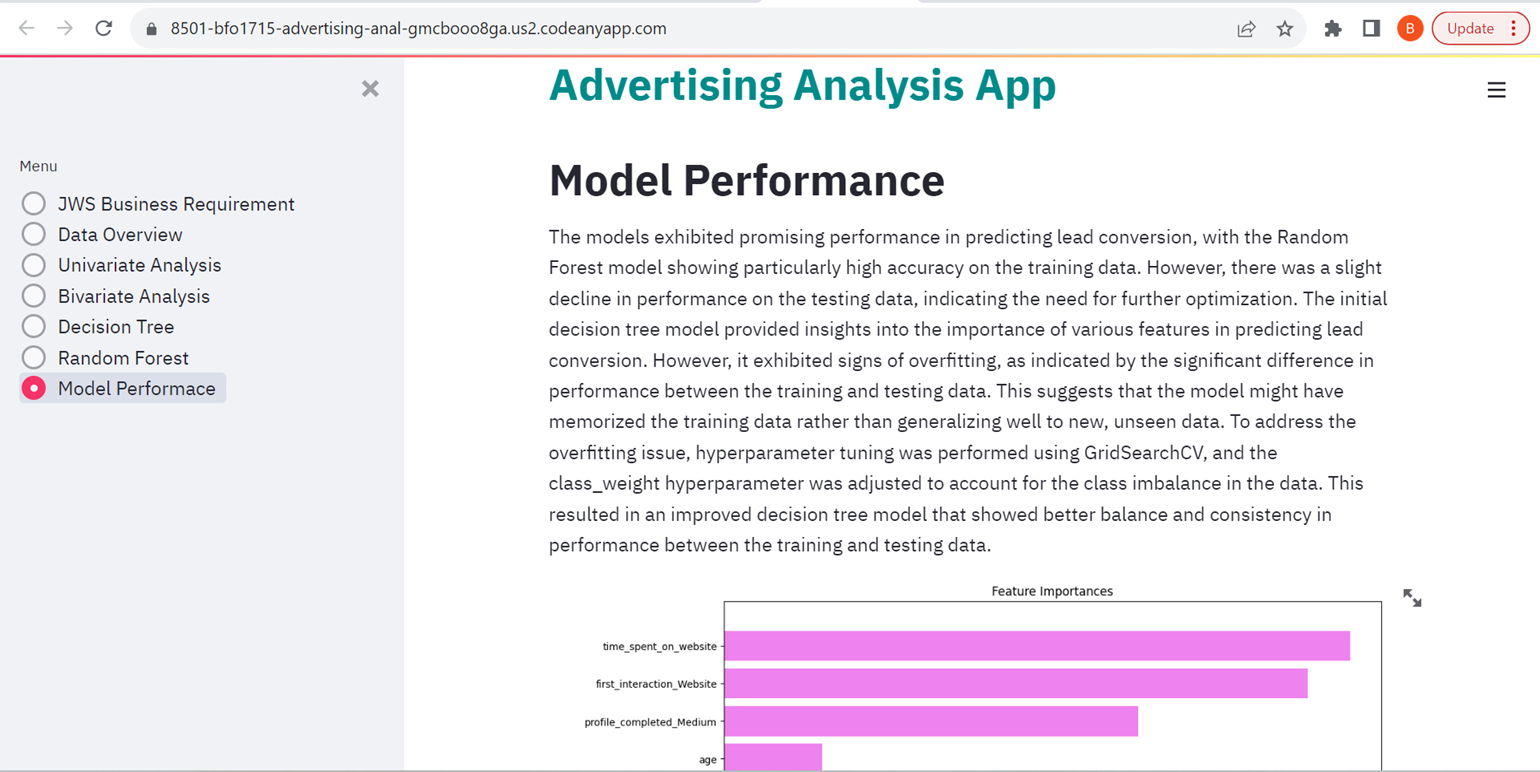 8501-bfo1715-advertising-anal-gmcbooo8ga.us2.codeanyapp.com
B
Update
Menu
JWS Business Requirement
Data Overview
Univariate Analysis
Bivariate Analysis
Decision Tree
Random Forest
Model Performace
Advertising Analysis App
Model Performance
The models exhibited promising performance in predicting lead conversion, with the Random
Forest model showing particularly high accuracy on the training data. However, there was a slight
decline in performance on the testing data, indicating the need for further optimization. The initial
decision tree model provided insights into the importance of various features in predicting lead
conversion. However, it exhibited signs of overfitting, as indicated by the significant difference in
performance between the training and testing data. This suggests that the model might have
memorized the training data rather than generalizing well to new, unseen data. To address the
overfitting issue, hyperparameter tuning was performed using GridSearchCV, and the
class_weight hyperparameter was adjusted to account for the class imbalance in the data. This
resulted in an improved decision tree model that showed better balance and consistency in
performance between the training and testing data.
Feature Importances
time_spent_on_website
first_interaction_Website
profile_completed_Medium
age